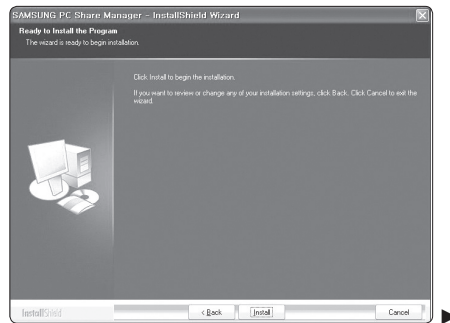 SAMSUNG PC Share Manager - InstallShield Wizard
Ready to Install the Program
The wizard is ready to begin installation.
Click Install to begin the installation.
If you want to review or change any of your installation settings, click Back. Click Cancel to exit the
wizard.
InstallShield
< Back
Install
Cancel